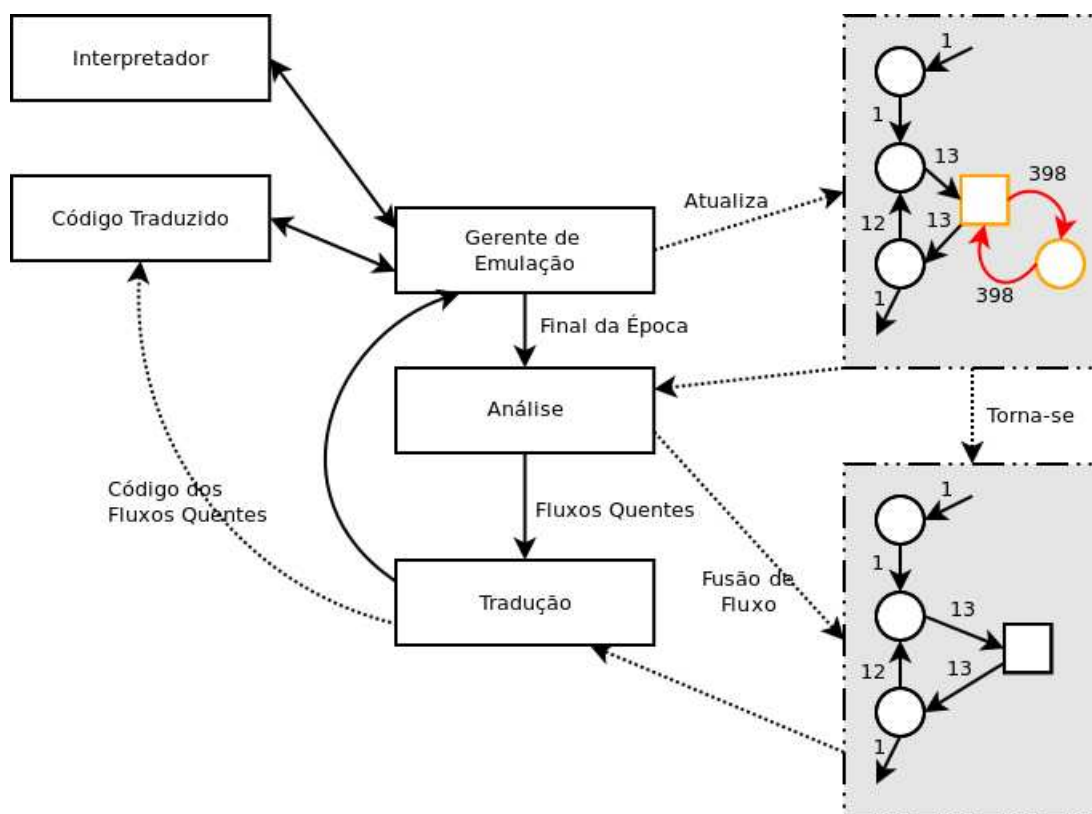 Interpretador
Código Traduzido
Gerente de
Emulação
Atualiza
Final da Época
Análise
Fluxos Quentes
Código dos
Fluxos Quentes
Tradução
Fusão de
Fluxo
1
1
13
398
12
13
398
1
Torna-se
1
1
13
12
13
1